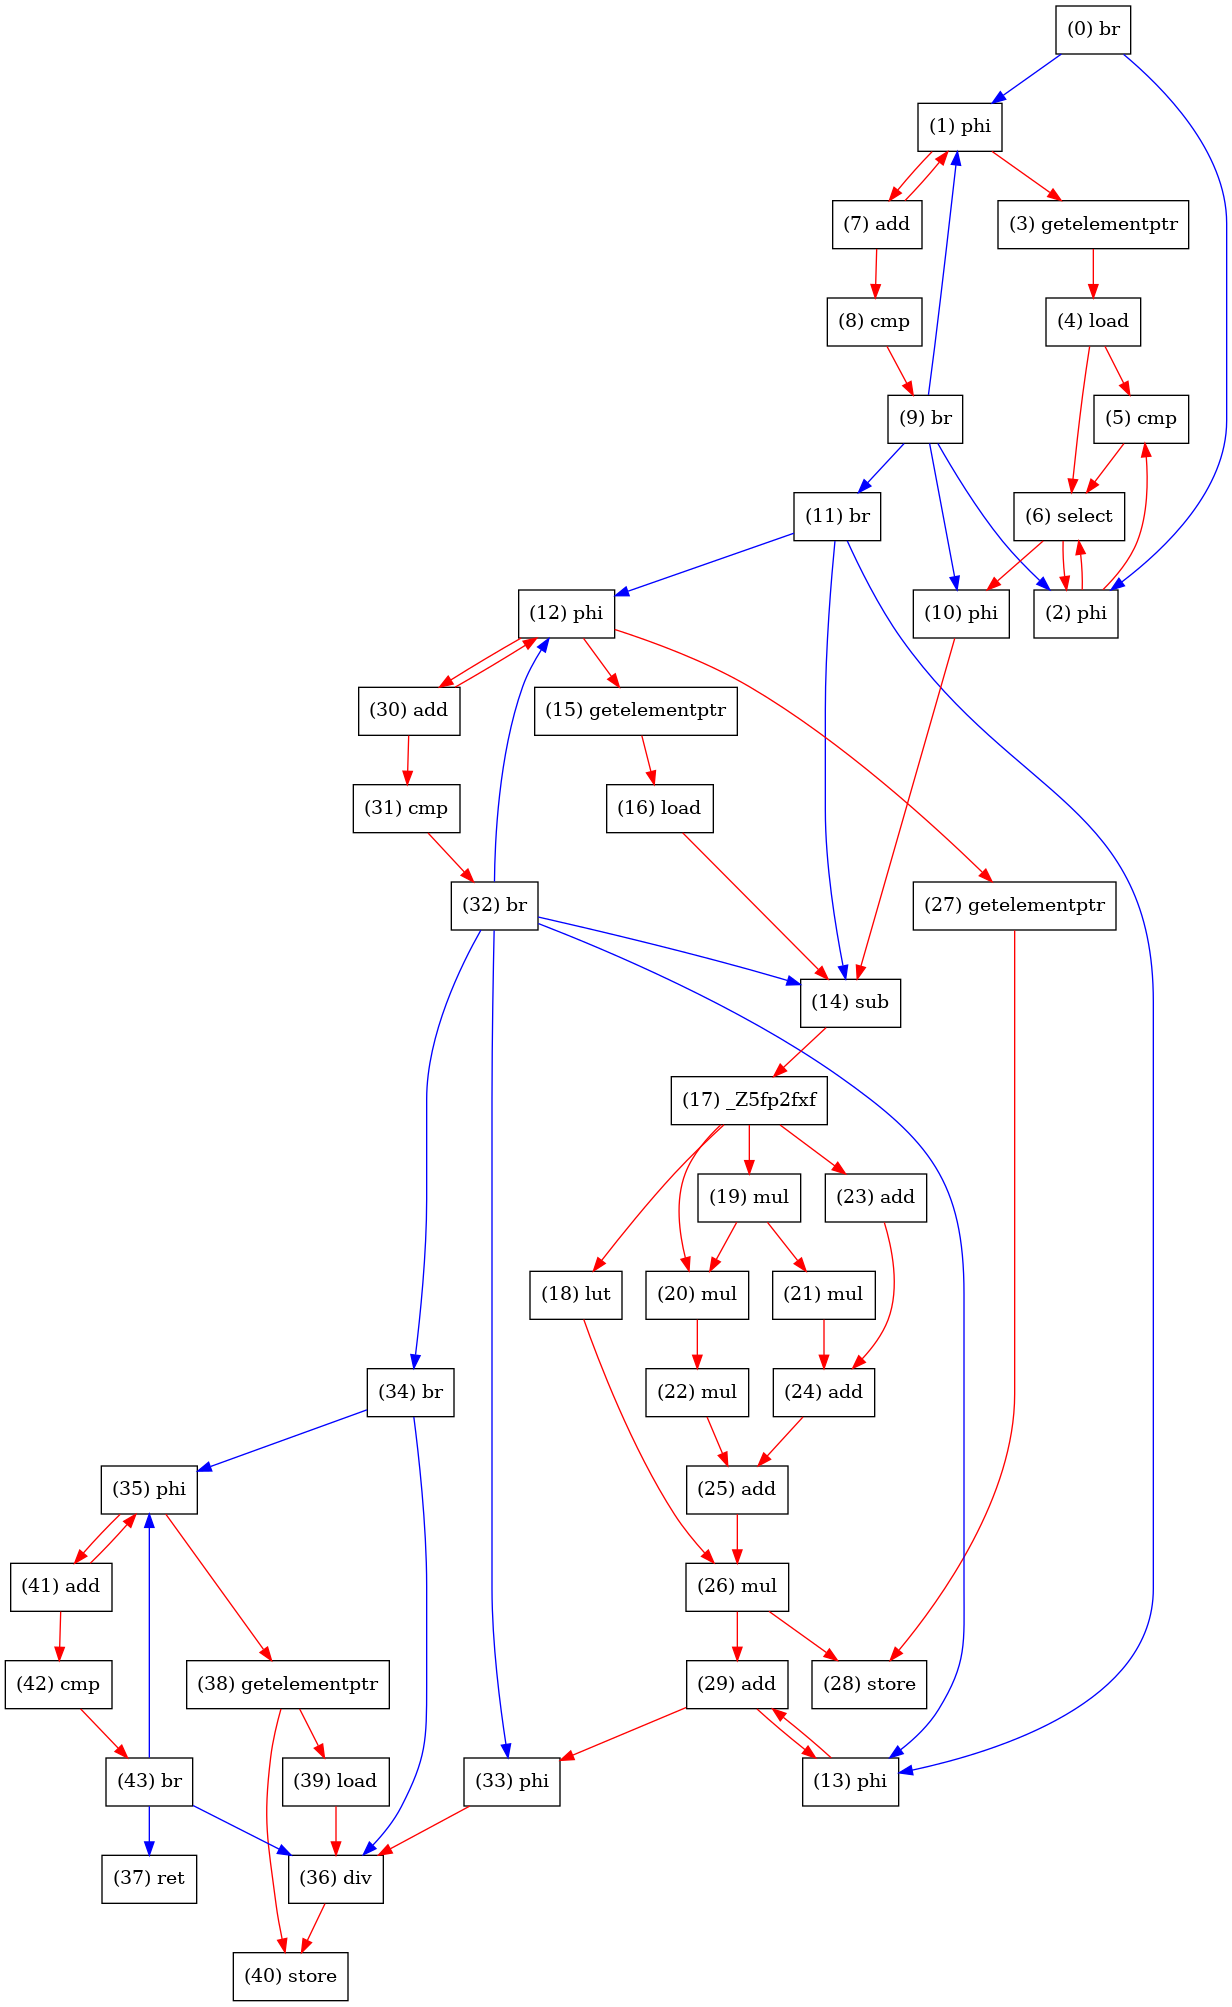 (0) br
(1) phi
(7) add
(3) getelementptr
(8) cmp
(4) load
(9) br
(5) cmp
(11) br
(6) select
(12) phi
(10) phi
(2) phi
(30) add
(15) getelementptr
(31) cmp
(16) load
(32) br
(27) getelementptr
(14) sub
(17) _Z5fp2fxf
(19) mul
(23) add
(18) lut
(20) mul
(21) mul
(34) br
(22) mul
(24) add
(35) phi
(25) add
(41) add
(26) mul
(42) cmp
(38) getelementptr
(29) add
(28) store
(43) br
(39) load
(33) phi
(13) phi
(37) ret
(36) div
(40) store